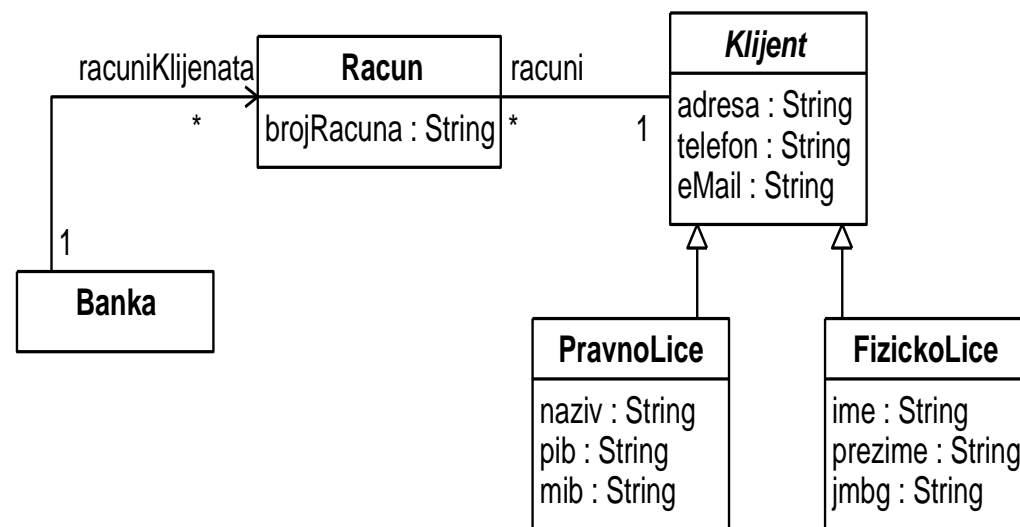 Klijent
adresa : String
telefon : String
eMail : String
racuniKlijenata
*
Racun
brojRacuna : String
racuni
*
1
1
Banka
PravnoLice
naziv : String
pib : String
mib : String
FizickoLice
ime : String
prezime : String
jmbg : String